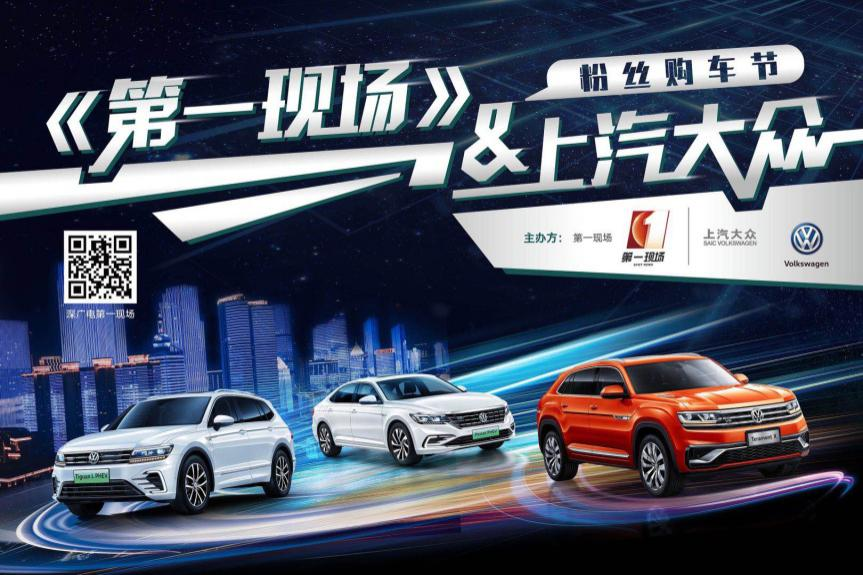 粉丝购车节
《第一现场》
&上汽大众
主办方： 第一现场
第一现场
上汽大众
SAIC VOLKSWAGEN
Volkswagen
深广电第一现场
Tiguan L PHEV
Passat PHEV
Teramont X